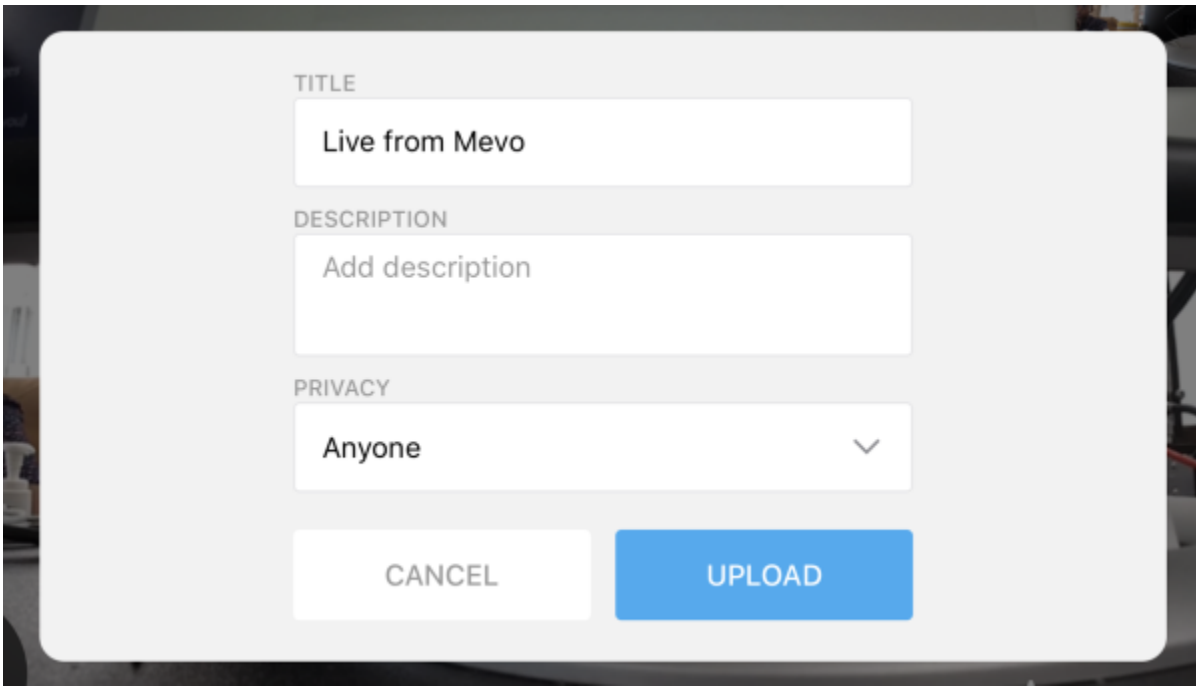 TITLE
Live from Mevo
DESCRIPTION
Add description
PRIVACY
Anyone
CANCEL
UPLOAD